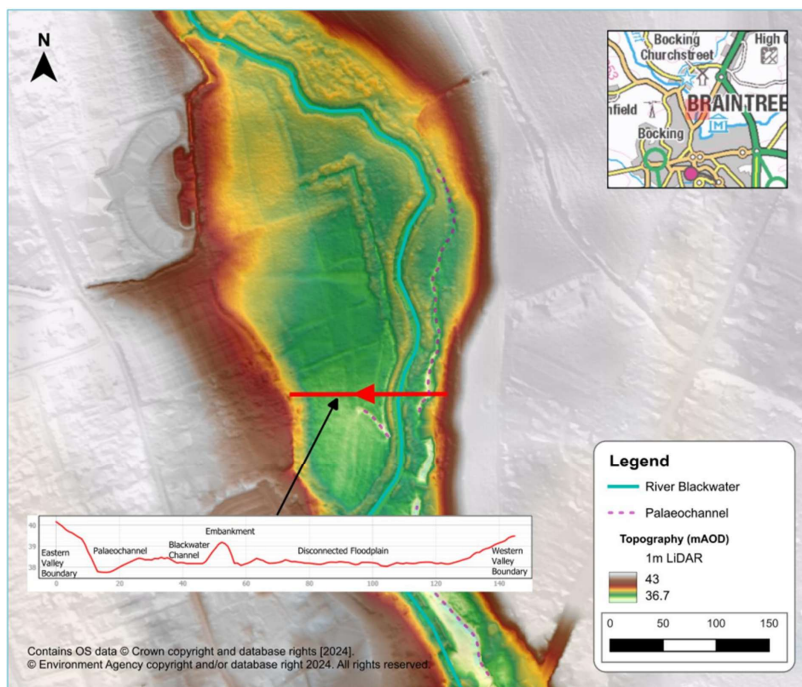 N
Bocking
Churchstreet
High
BRAINTREE
nfield
M
Bocking
Legend
River Blackwater
Palaeochannel
Topography (mAOD)
1m LiDAR
43
36.7
0 50 100 150
Embankment
Palaeochannel
Blackwater
Channel
Disconnected Floodplain
Eastern
Valley
Boundary
Western
Valley
Boundary
40
39
38
0 20 40 60 80 100 120 140
Contains OS data © Crown copyright and database rights [2024].
© Environment Agency copyright and/or database right 2024. All rights reserved.